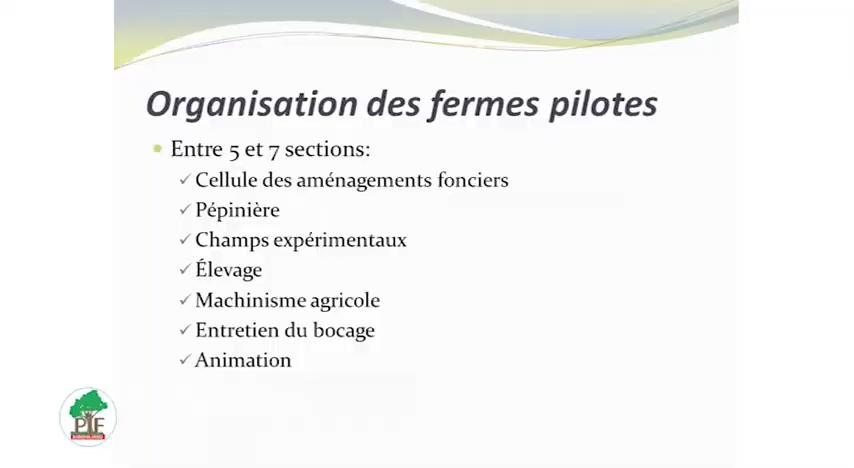 Organisation des fermes pilotes
Entre 5 et 7 sections:
Cellule des aménagements fonciers
Pépinière
Champs expérimentaux
Élevage
Machinisme agricole
Entretien du bocage
Animation